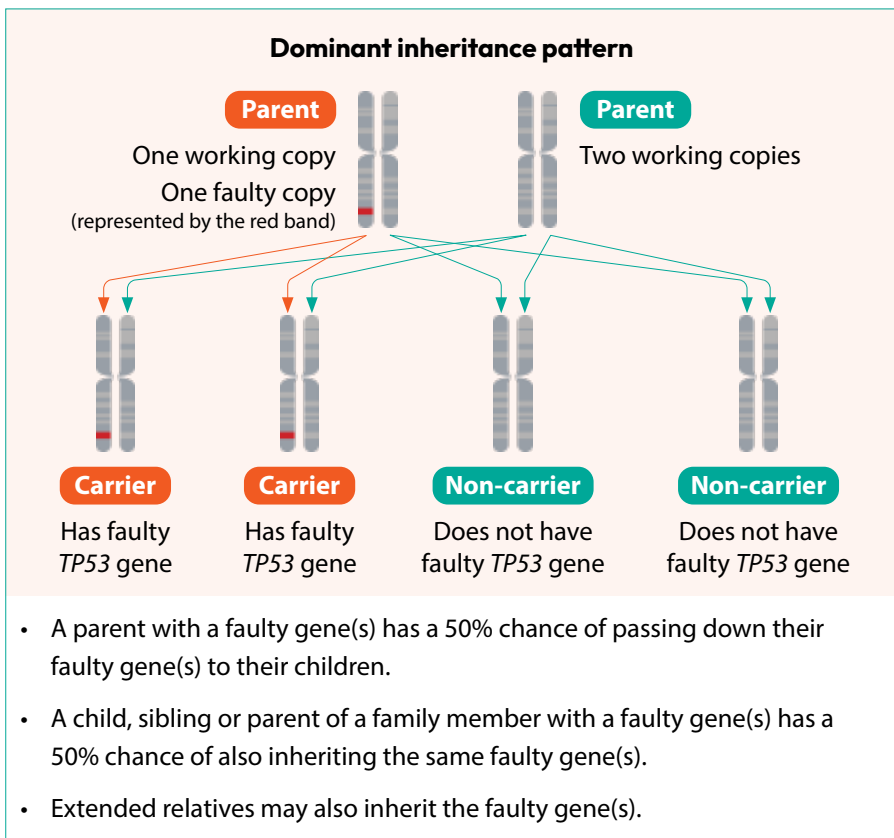 Dominant inheritance pattern
Parent
One working copy
One faulty copy
(represented by the red band)
Parent
Two working copies
Carrier
Has faulty
TP53 gene
Carrier
Has faulty
TP53 gene
Non-carrier
Does not have
faulty TP53 gene
Non-carrier
Does not have
faulty TP53 gene
• A parent with a faulty gene(s) has a 50% chance of passing down their
faulty gene(s) to their children.
• A child, sibling or parent of a family member with a faulty gene(s) has a
50% chance of also inheriting the same faulty gene(s).
• Extended relatives may also inherit the faulty gene(s).